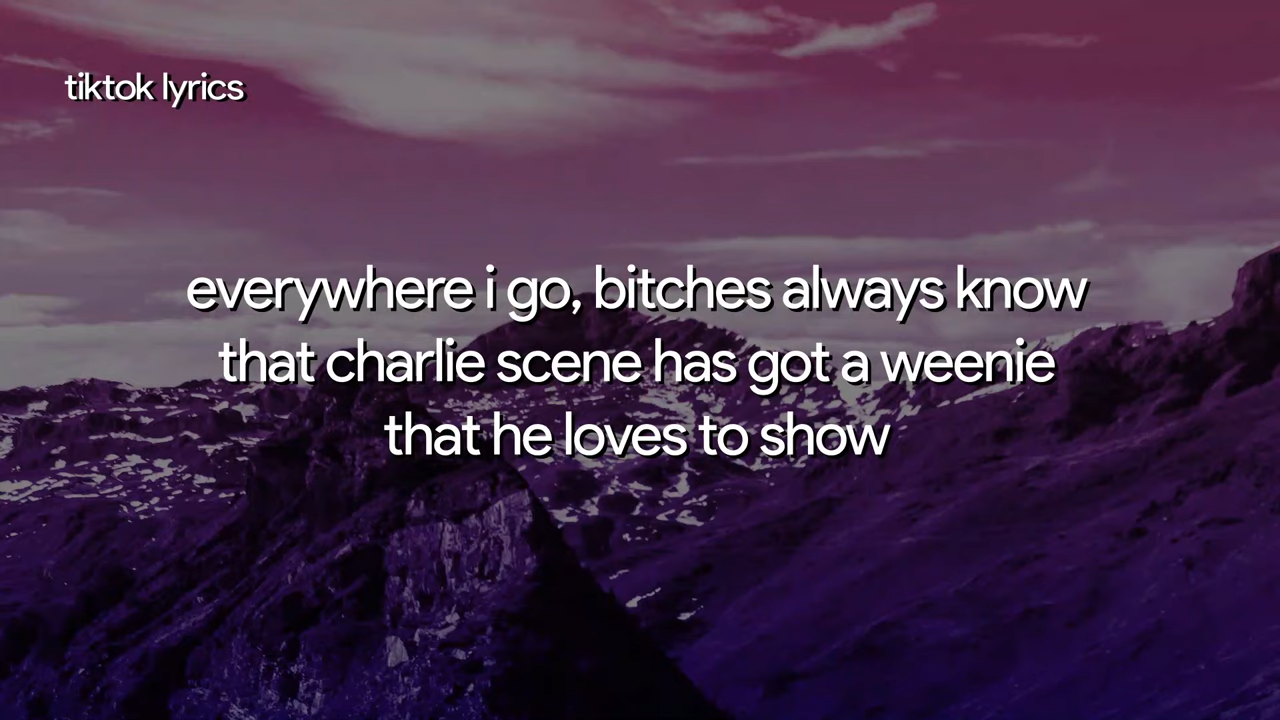 tiktok lyrics
everywhere i go, bitches always know
that charlie scene has got a weenie
that he loves to show